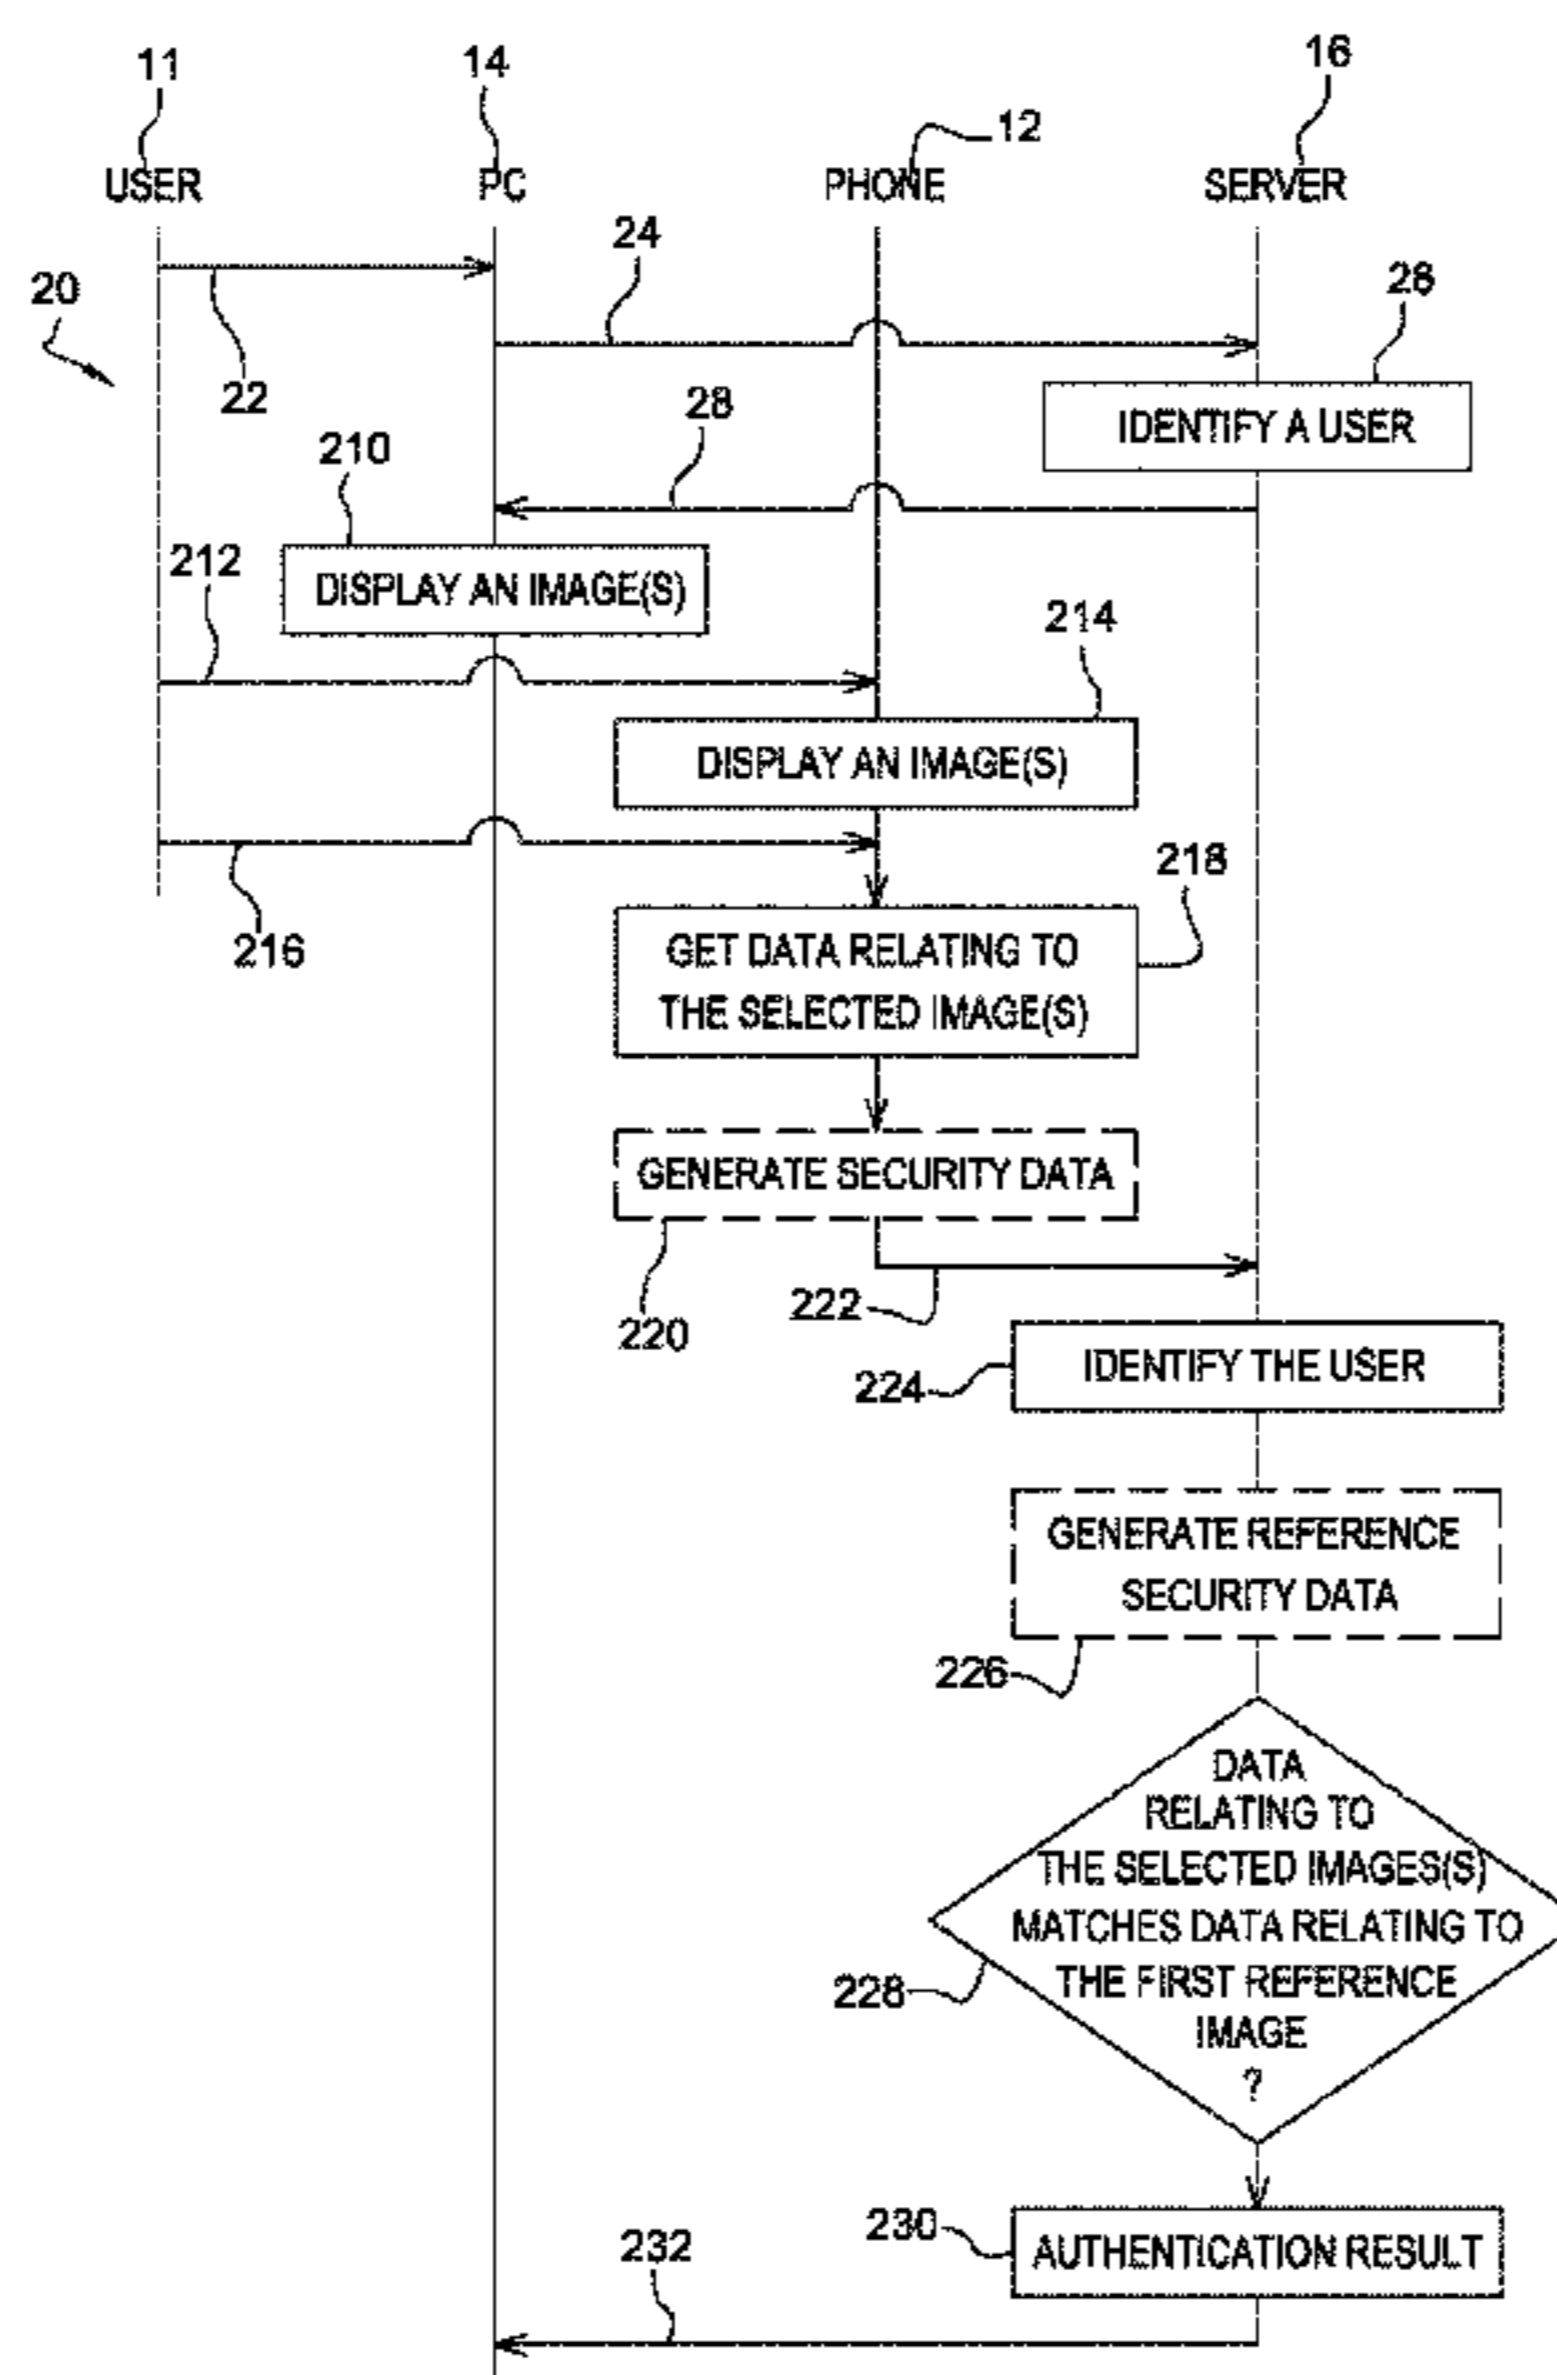 11
14
16
12
USER
PC
PHONE
SERVER
24
20
26
22
28
IDENTIFY A USER
210
212
DISPLAY AN IMAGE(S)
214
DISPLAY AN IMAGE(S)
218
216
GET DATA RELATING TO
THE SELECTED IMAGE(S)
GENERATE SECURITY DATA
222
220
IDENTIFY THE USER
224
GENERATE REFERENCE
SECURITY DATA
226
DATA
RELATING TO
THE SELECTED IMAGES(S)
MATCHES DATA RELATING TO
THE FIRST REFERENCE
228
IMAGE
?
230
232
AUTHENTICATION RESULT